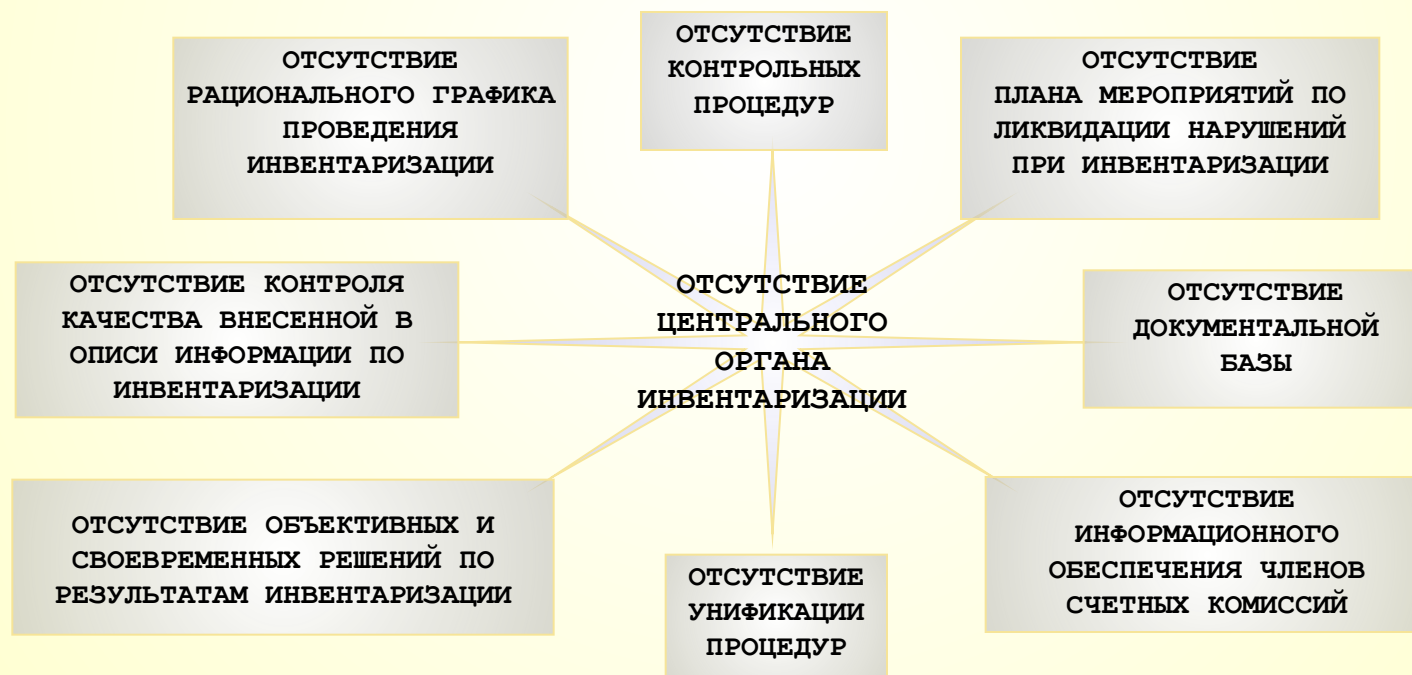 ОТСУТСТВИЕ
КОНТРОЛЬНЫХ
ПРОЦЕДУР
ОТСУТСТВИЕ
РАЦИОНАЛЬНОГО ГРАФИКА
ПРОВЕДЕНИЯ
ИНВЕНТАРИЗАЦИИ
ОТСУТСТВИЕ
ПЛАНА МЕРОПРИЯТИЙ ПО
ЛИКВИДАЦИИ НАРУШЕНИЙ
ПРИ ИНВЕНТАРИЗАЦИИ
ОТСУТСТВИЕ КОНТРОЛЯ
КАЧЕСТВА ВНЕСЕННОЙ В
ОПИСИ ИНФОРМАЦИИ ПО
ИНВЕНТАРИЗАЦИИ
ОТСУТСТВИЕ
ЦЕНТРАЛЬНОГО
ОРГАНА
ИНВЕНТАРИЗАЦИИ
ОТСУТСТВИЕ
ДОКУМЕНТАЛЬНОЙ
БАЗЫ
ОТСУТСТВИЕ ОБЪЕКТИВНЫХ И
СВОЕВРЕМЕННЫХ РЕШЕНИЙ ПО
РЕЗУЛЬТАТАМ ИНВЕНТАРИЗАЦИИ
ОТСУТСТВИЕ
УНИФИКАЦИИ
ПРОЦЕДУР
ОТСУТСТВИЕ
ИНФОРМАЦИОННОГО
ОБЕСПЕЧЕНИЯ ЧЛЕНОВ
СЧЕТНЫХ КОМИССИЙ